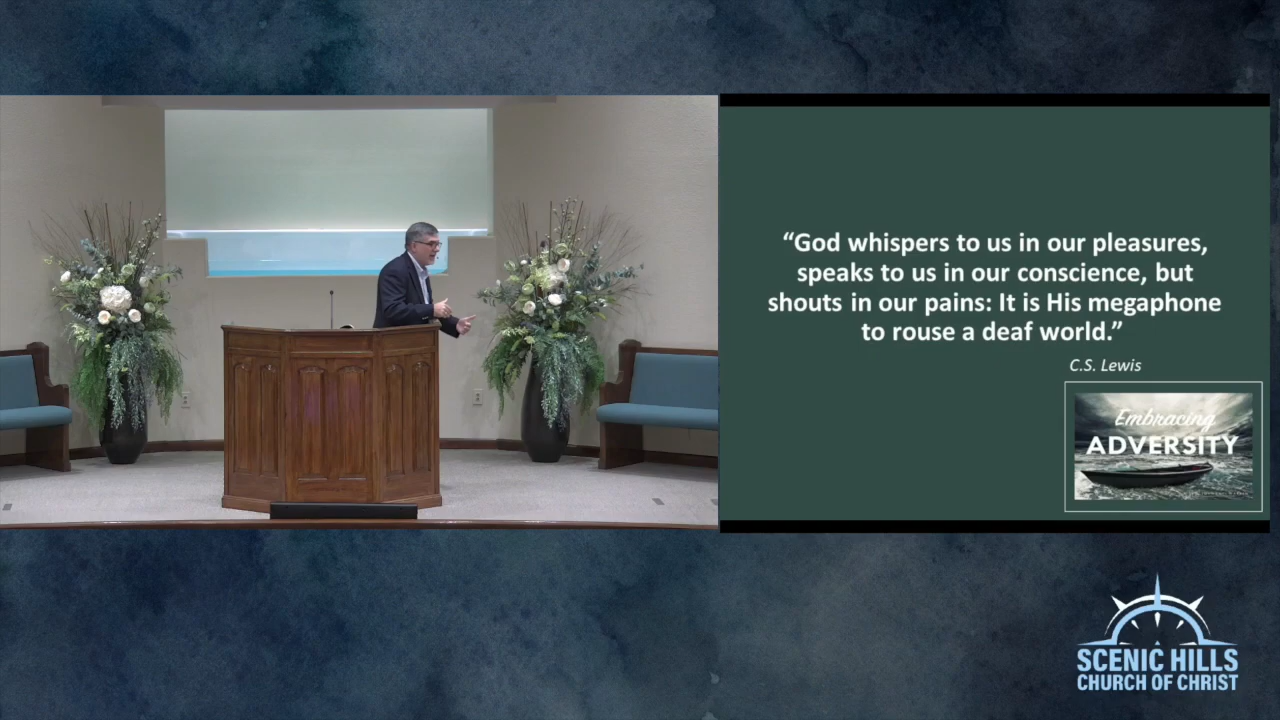 “God whispers to us in our pleasures,
speaks to us in our conscience, but
shouts in our pains: It is His megaphone
to rouse a deaf world.”
C.S. Lewis
Embracing
ADVERSITY
SCENIC HILLS
CHURCH OF CHRIST